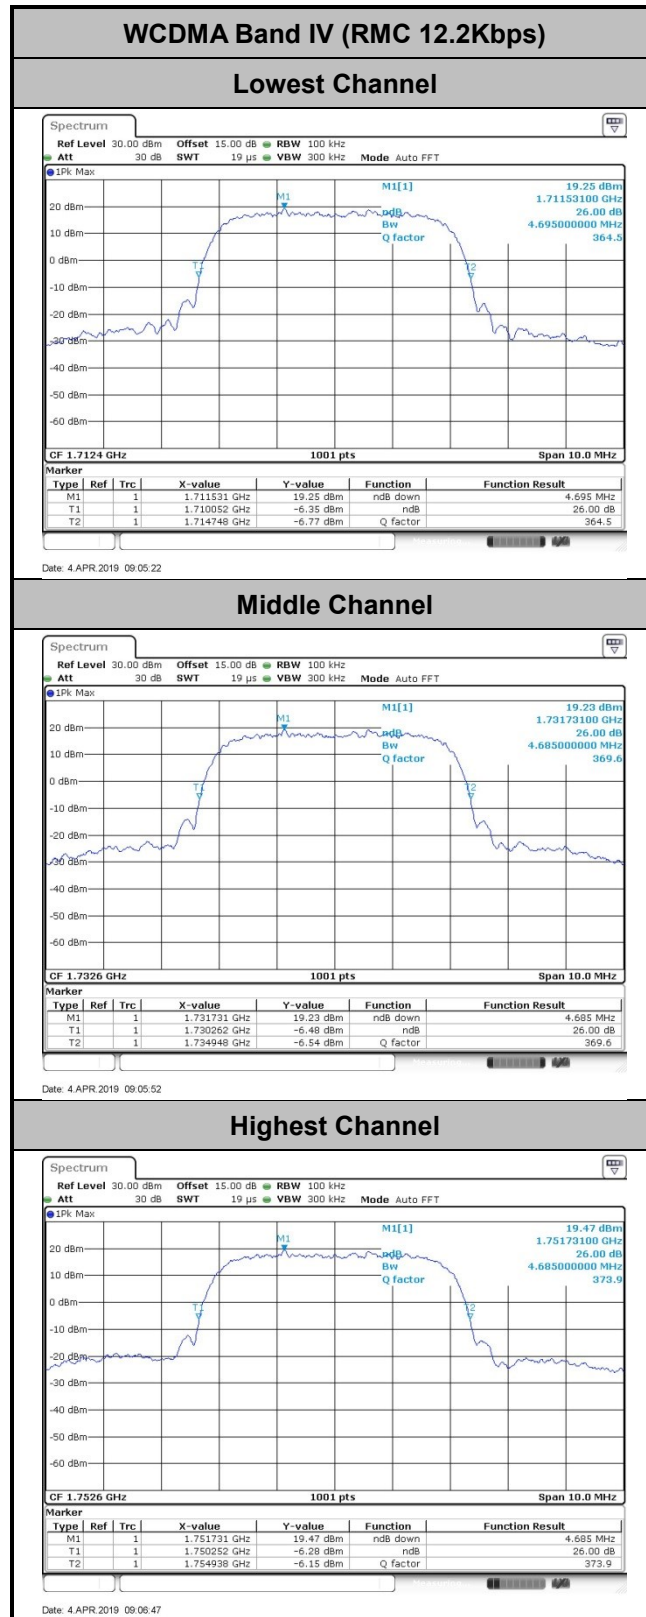 WCDMA Band IV (RMC 12.2Kbps)
Lowest Channel
Spectrum
Ref Level 30.00 dBm Offset 15.00 dB RBW 100 kHz
Att 30 dB SWT 19 µs VBW 300 kHz Mode Auto FFT
1Pk Max
M1[1] 19.25 dBm
1.71153100 GHz
M1
ndB 26.00 dB
Bw 4.695000000 MHz
Q factor 364.5
20 dBm
10 dBm
0 dBm
T1
T2
-10 dBm
-20 dBm
-30 dBm
-40 dBm
-50 dBm
-60 dBm
CF 1.7124 GHz 1001 pts Span 10.0 MHz
Marker
Type Ref Trc X-value Y-value Function Function Result
M1 1 1.711531 GHz 19.25 dBm ndB down 4.695 MHz
T1 1 1.710052 GHz -6.35 dBm ndB 26.00 dB
T2 1 1.714748 GHz -6.77 dBm Q factor 364.5
Date: 4.APR.2019 09:05:22
Middle Channel
Spectrum
Ref Level 30.00 dBm Offset 15.00 dB RBW 100 kHz
Att 30 dB SWT 19 µs VBW 300 kHz Mode Auto FFT
1Pk Max
M1[1] 19.23 dBm
1.73173100 GHz
M1
ndB 26.00 dB
Bw 4.685000000 MHz
Q factor 369.6
20 dBm
10 dBm
0 dBm
T1
T2
-10 dBm
-20 dBm
-30 dBm
-40 dBm
-50 dBm
-60 dBm
CF 1.7326 GHz 1001 pts Span 10.0 MHz
Marker
Type Ref Trc X-value Y-value Function Function Result
M1 1 1.731731 GHz 19.23 dBm ndB down 4.685 MHz
T1 1 1.730262 GHz -6.48 dBm ndB 26.00 dB
T2 1 1.734948 GHz -6.54 dBm Q factor 369.6
Date: 4.APR.2019 09:05:52
Highest Channel
Spectrum
Ref Level 30.00 dBm Offset 15.00 dB RBW 100 kHz
Att 30 dB SWT 19 µs VBW 300 kHz Mode Auto FFT
1Pk Max
M1[1] 19.47 dBm
1.75173100 GHz
M1
ndB 26.00 dB
Bw 4.685000000 MHz
Q factor 373.9
20 dBm
10 dBm
0 dBm
T1
T2
-10 dBm
-20 dBm
-30 dBm
-40 dBm
-50 dBm
-60 dBm
CF 1.7526 GHz 1001 pts Span 10.0 MHz
Marker
Type Ref Trc X-value Y-value Function Function Result
M1 1 1.751731 GHz 19.47 dBm ndB down 4.685 MHz
T1 1 1.750252 GHz -6.28 dBm ndB 26.00 dB
T2 1 1.754938 GHz -6.15 dBm Q factor 373.9
Date: 4.APR.2019 09:06:47